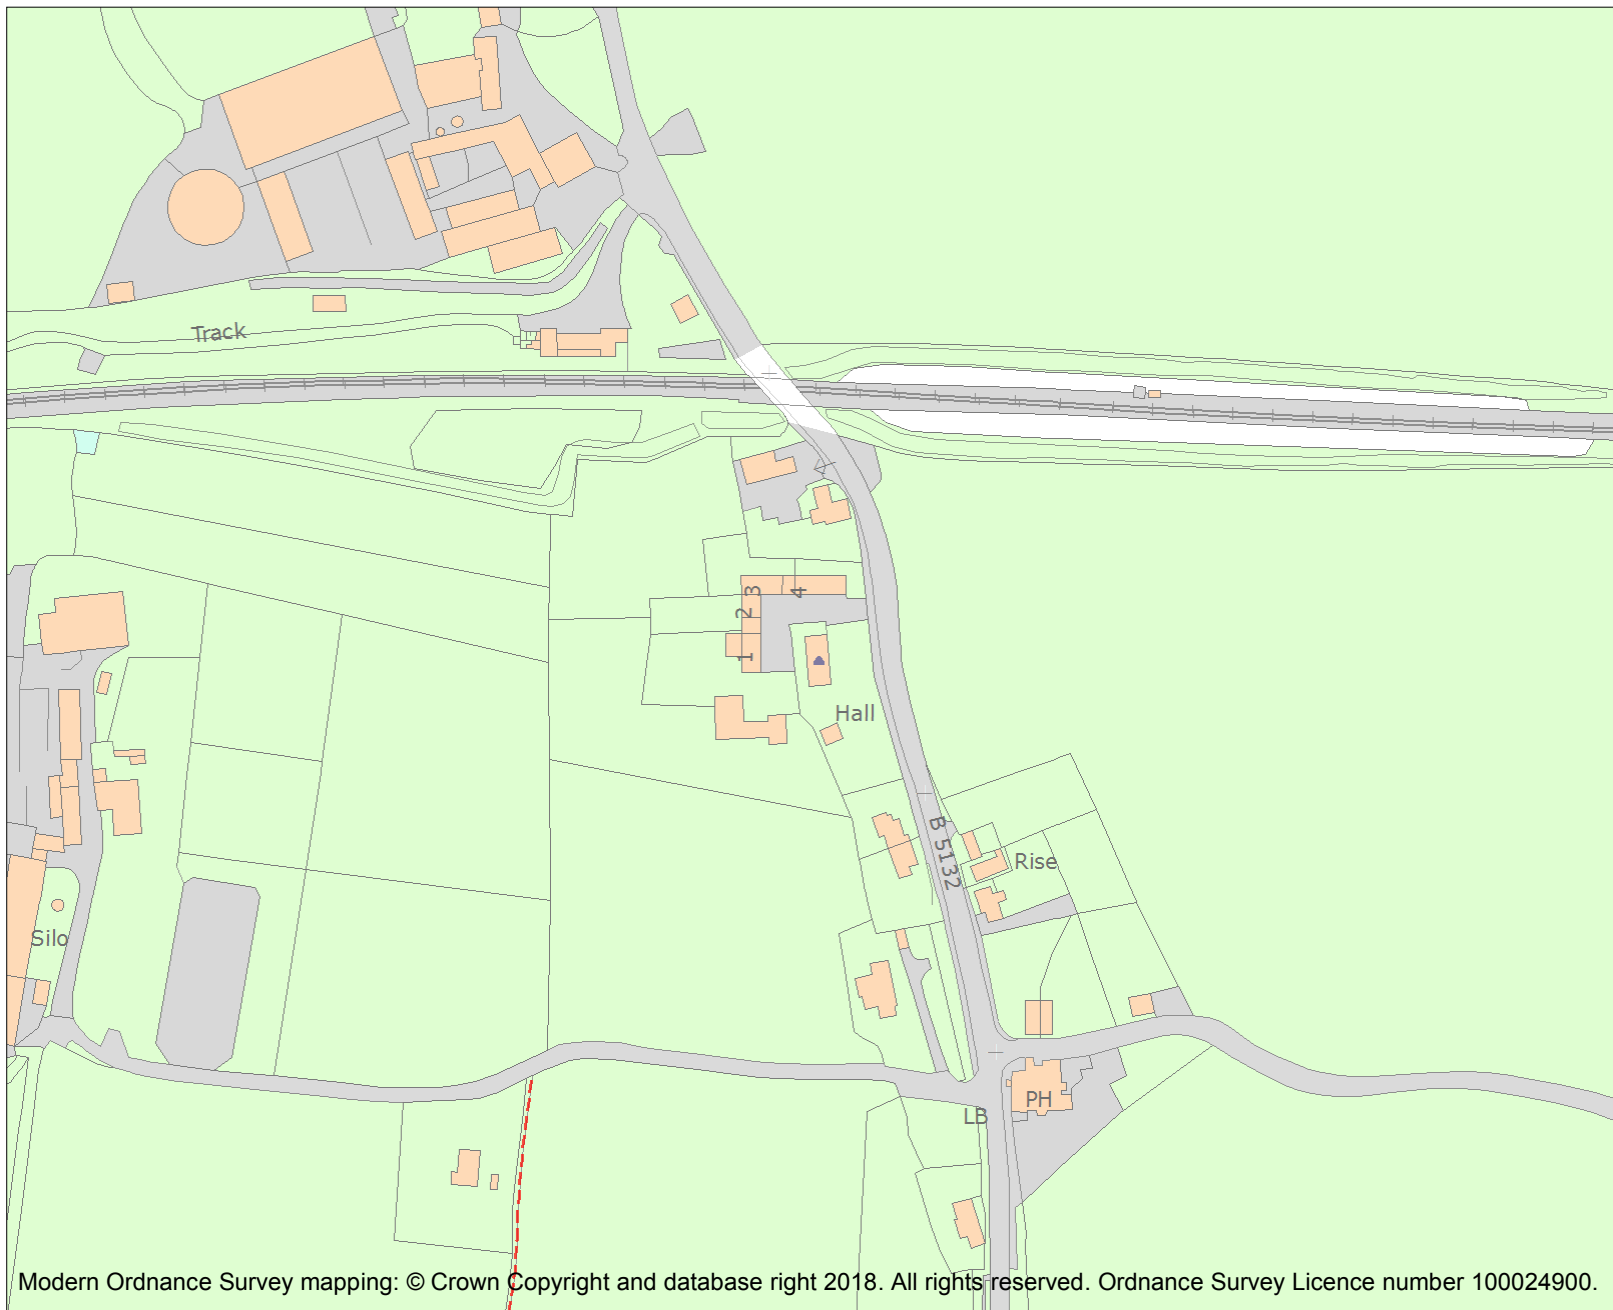 Track
3
4
2
1
Hall
B 5132
Rise
Silo
PH
LB
Modern Ordnance Survey mapping: © Crown Copyright and database right 2018. All rights reserved. Ordnance Survey Licence number 100024900.